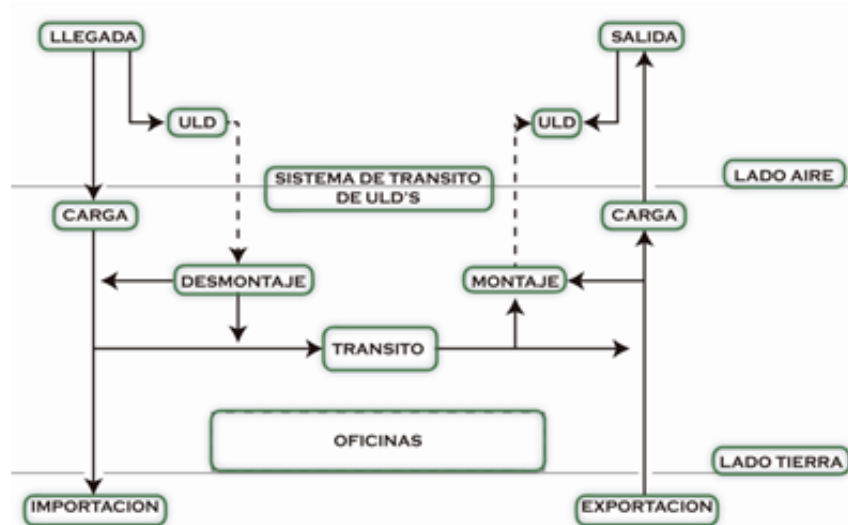 LLEGADA
SALIDA
ULD
ULD
SISTEMA DE TRANSITO
DE ULD'S
LADO AIRE
CARGA
CARGA
DESMONTAJE
MONTAJE
TRANSITO
OFICINAS
LADO TIERRA
IMPORTACION
EXPORTACION